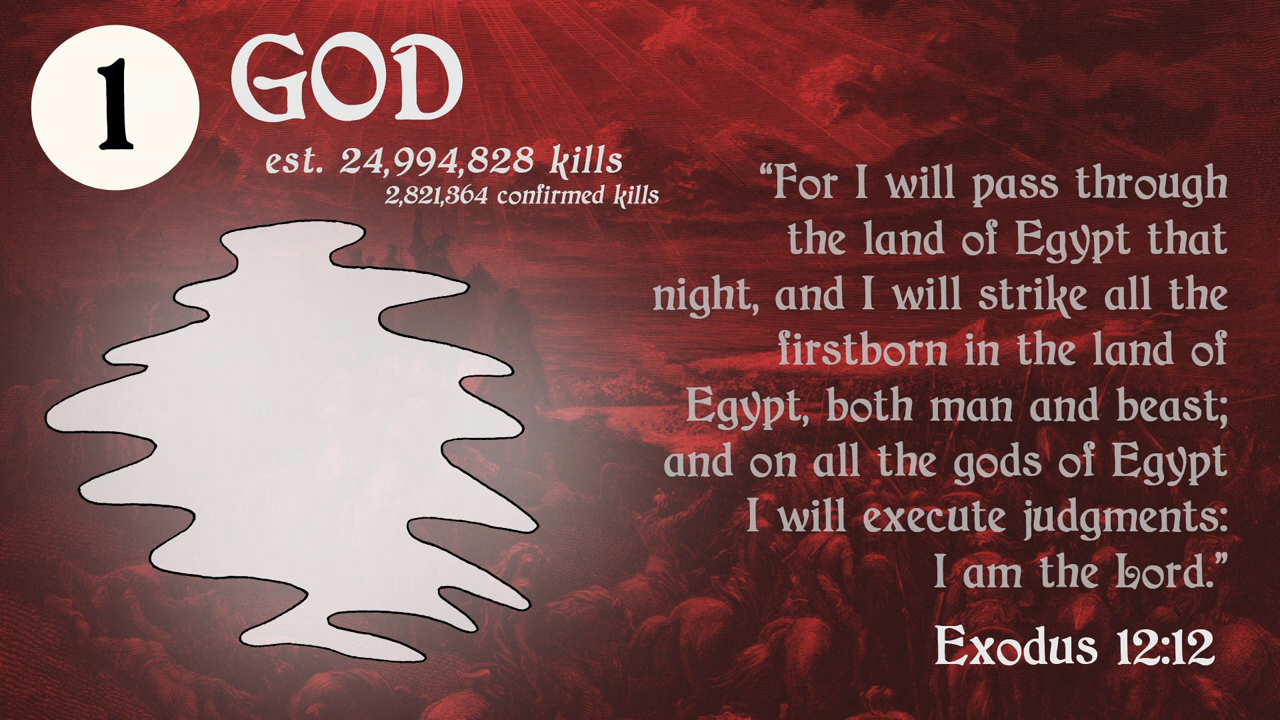 1
GOD
est. 24,994,828 kills
2,821,364 confirmed kills
“For I will pass through
the land of Egypt that
night, and I will strike all the
firstborn in the land of
Egypt, both man and beast;
and on all the gods of Egypt
I will execute judgments:
I am the Lord.”
Exodus 12:12